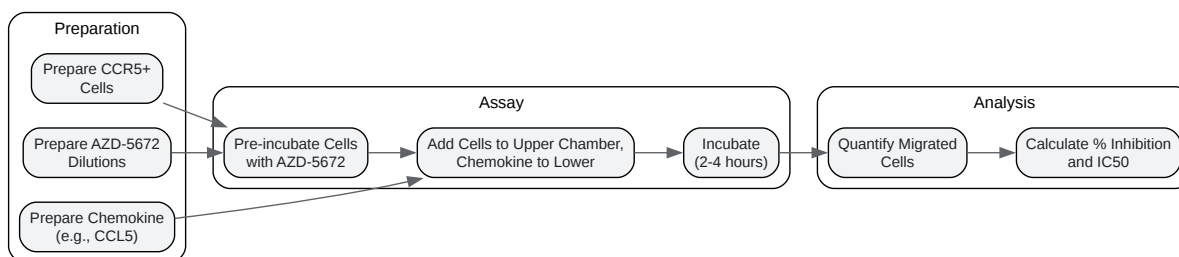 Preparation
Prepare CCR5+
Cells
Prepare AZD-5672
Dilutions
Prepare Chemokine
(e.g., CCL5)
Assay
Pre-incubate Cells
with AZD-5672
Add Cells to Upper Chamber,
Chemokine to Lower
Incubate
(2-4 hours)
Analysis
Quantify Migrated
Cells
Calculate % Inhibition
and IC50